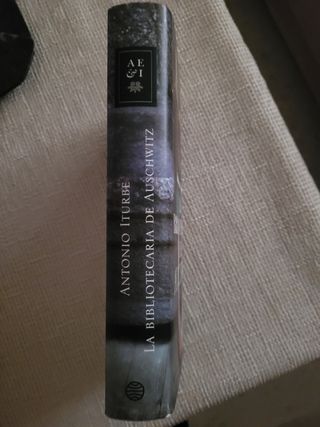 AE
& I
ANTONIO ITURBE
LA BIBLIOTECARIA DE AUSCHWITZ